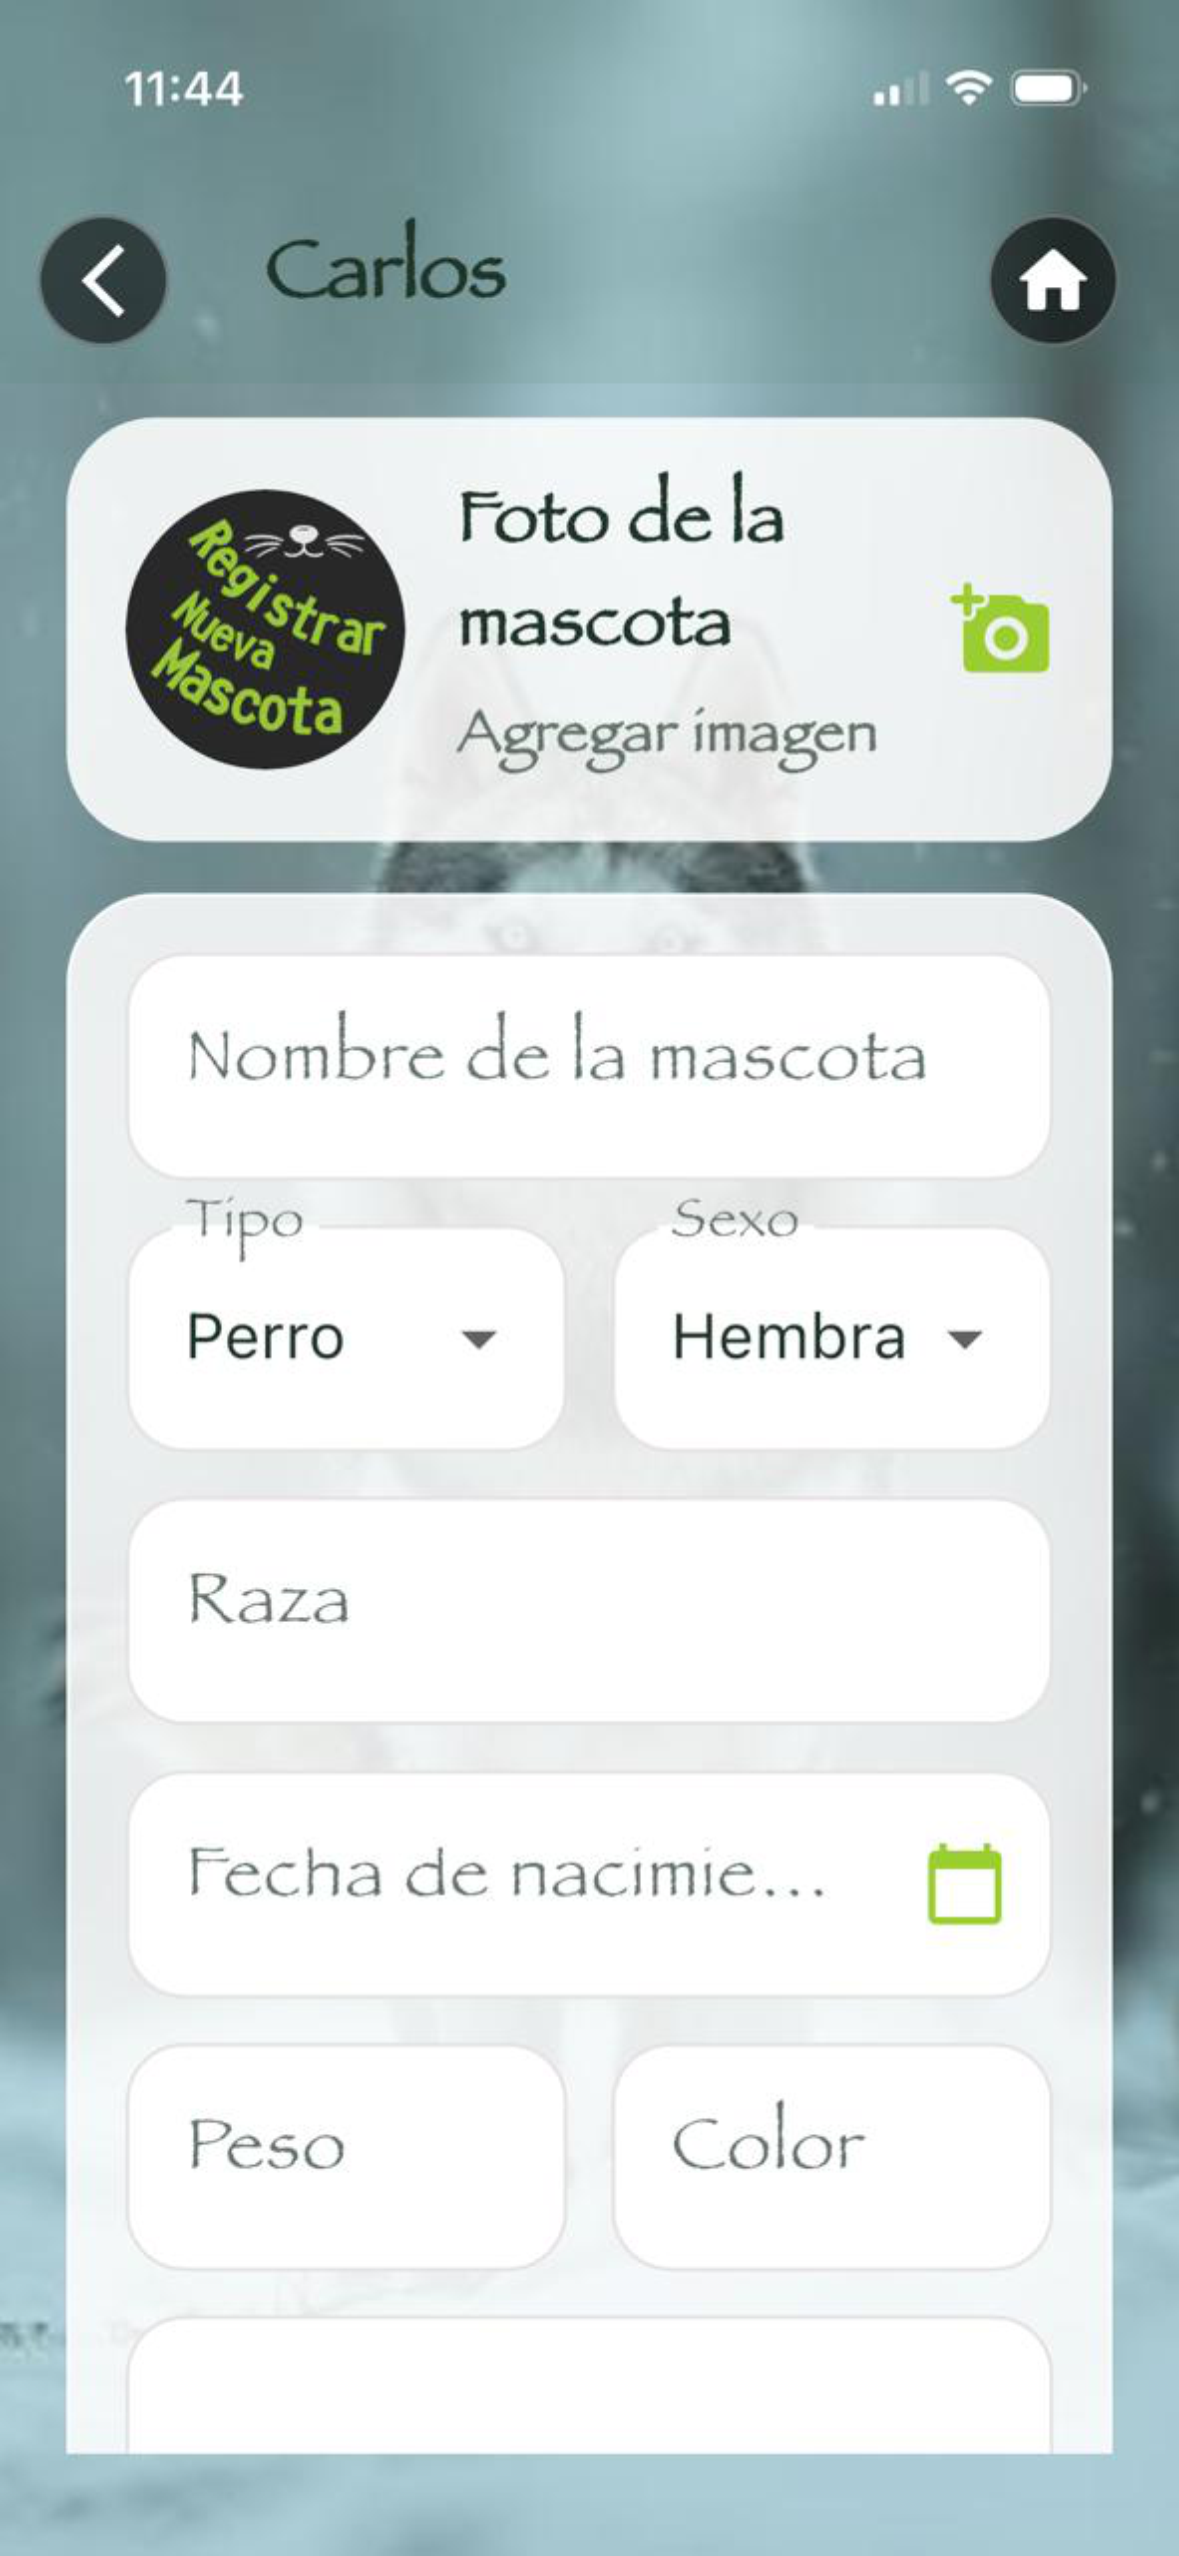 11:44
Carlos
Registrar
Nueva
Mascota
Foto de la
mascota
Agregar imagen
Nombre de la mascota
Tipo
Sexo
Perro
Hembra
Raza
Fecha de nacimie...
Peso
Color